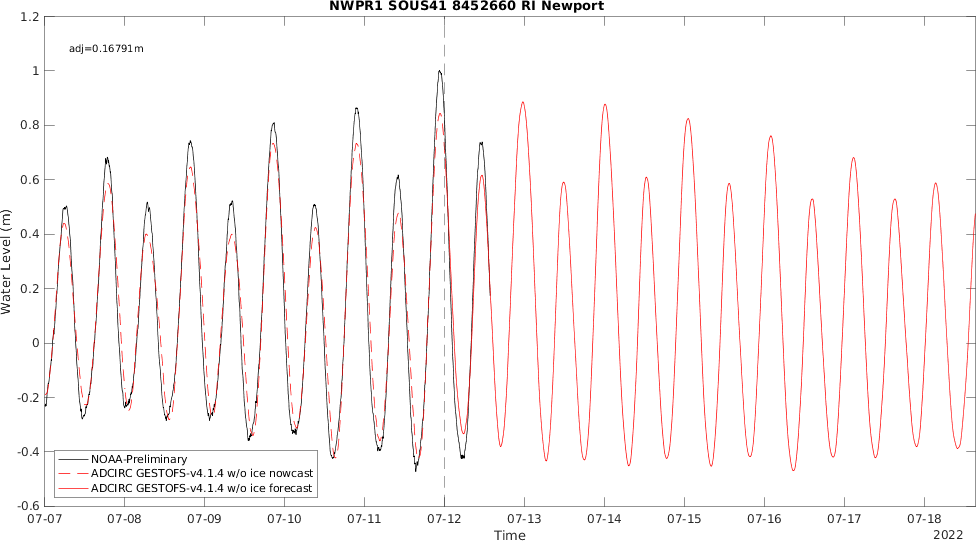 NWPR1 SOUS41 8452660 RI Newport
1.2
1
0.8
0.6
0.4
0.2
0
-0.2
-0.4
-0.6
Water Level (m)
adj=0.16791m
NOAA-Preliminary
ADCIRC GESTOFS-v4.1.4 w/o ice nowcast
ADCIRC GESTOFS-v4.1.4 w/o ice forecast
07-07 07-08 07-09 07-10 07-11 07-12 07-13 07-14 07-15 07-16 07-17 07-18
Time
2022